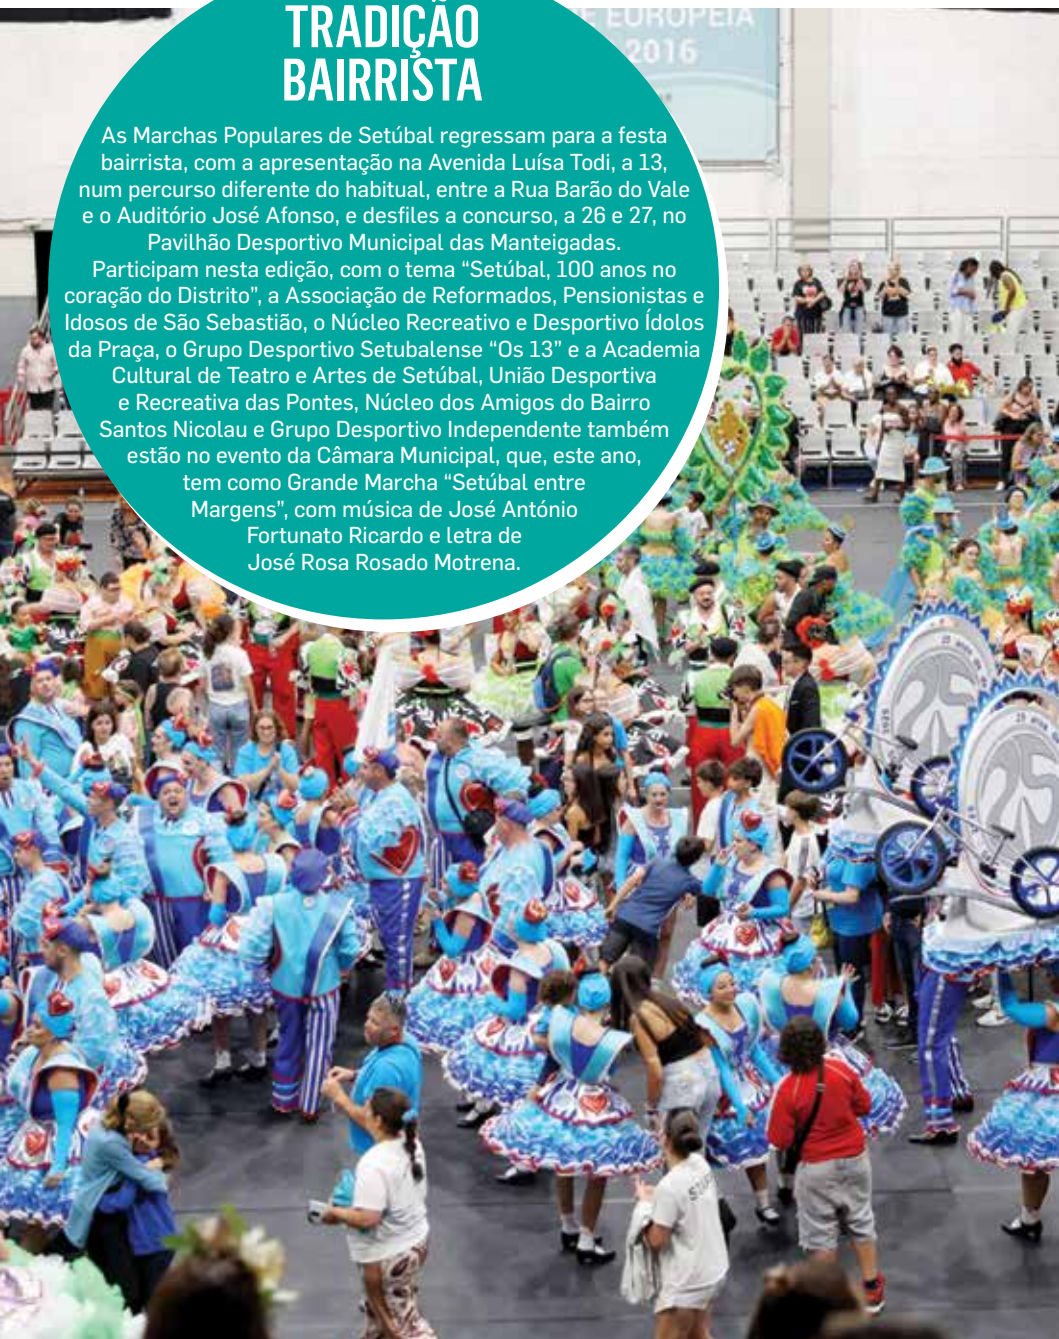 TRADIÇÃO
BAIRRISTA
As Marchas Populares de Setúbal regressam para a festa
bairrista, com a apresentação na Avenida Luísa Todi, a 13,
num percurso diferente do habitual, entre a Rua Barão do Vale
e o Auditório José Afonso, e desfiles a concurso, a 26 e 27, no
Pavilhão Desportivo Municipal das Manteigadas.
Participam nesta edição, com o tema “Setúbal, 100 anos no
coração do Distrito”, a Associação de Reformados, Pensionistas e
Idosos de São Sebastião, o Núcleo Recreativo e Desportivo Ídolos
da Praça, o Grupo Desportivo Setubalense “Os 13” e a Academia
Cultural de Teatro e Artes de Setúbal, União Desportiva
e Recreativa das Pontes, Núcleo dos Amigos do Bairro
Santos Nicolau e Grupo Desportivo Independente também
estão no evento da Câmara Municipal, que, este ano,
tem como Grande Marcha “Setúbal entre
Margens”, com música de José António
Fortunato Ricardo e letra de
José Rosa Rosado Motrena.
EUROPEIA
2016
25
25